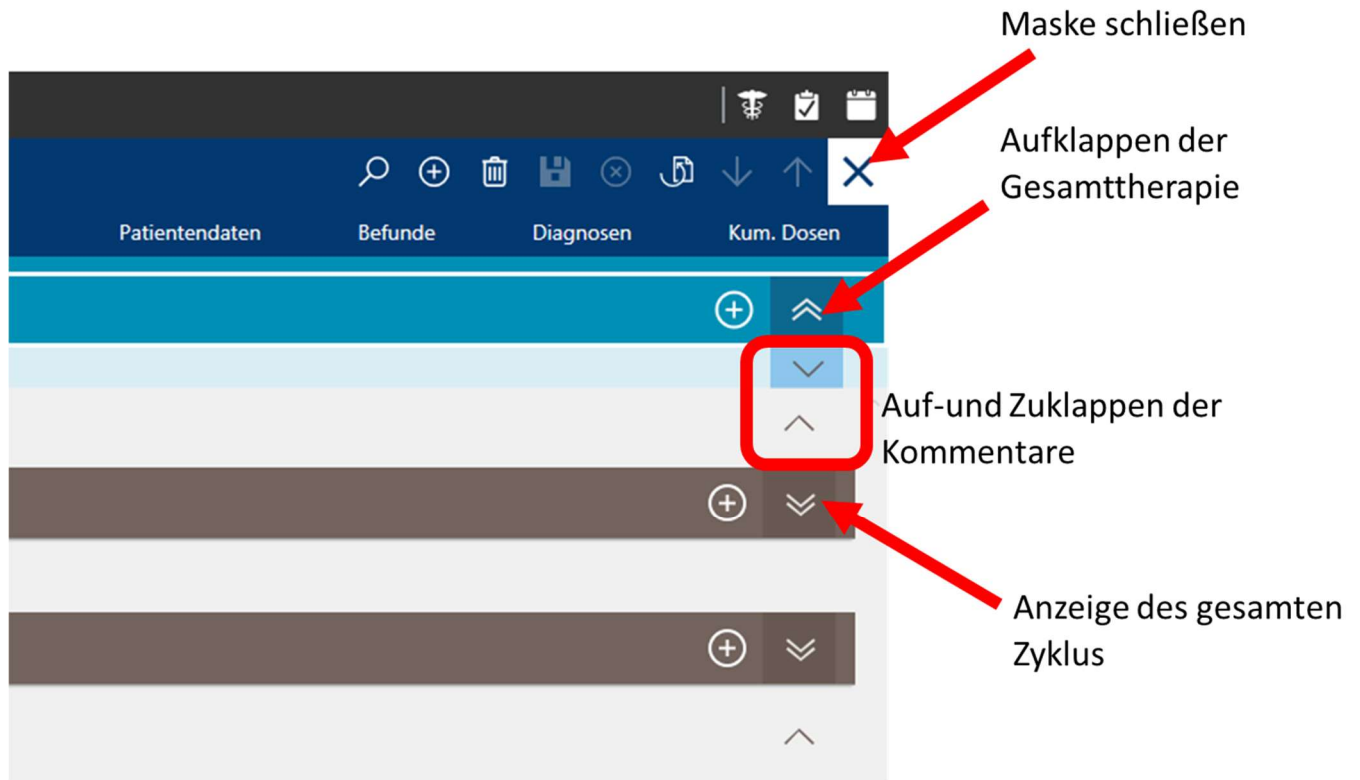 Maske schließen
Aufklappen der
Gesamttherapie
Patientendaten Befunde Diagnosen Kum. Dosen
Auf-und Zuklappen der
Kommentare
Anzeige des gesamten
Zyklus